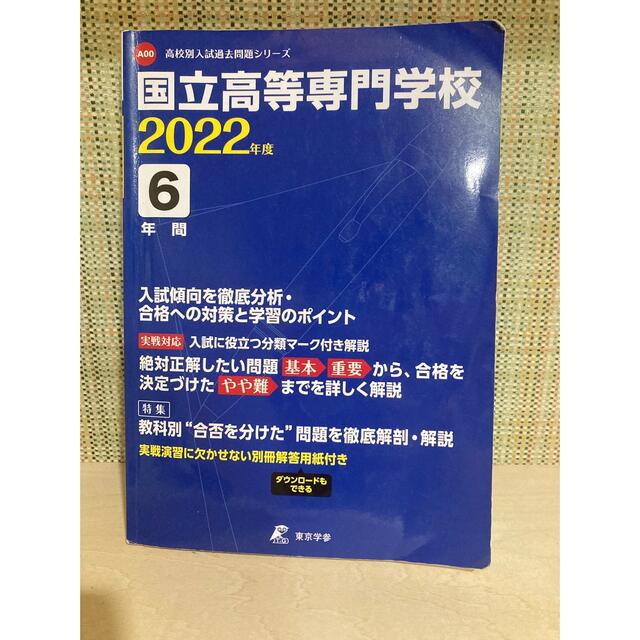 A00 高校別入試過去問題シリーズ
国立高等専門学校
2022年度
6
年間
入試傾向を徹底分析・
合格への対策と学習のポイント
実戦対応 入試に役立つ分類マーク付き解説
絶対正解したい問題 基本 重要 から、合格を
決定づけた やや難 までを詳しく解説
特集
教科別“合否を分けた”問題を徹底解剖・解説
実戦演習に欠かせない別冊解答用紙付き
ダウンロードも
できる
東京学参